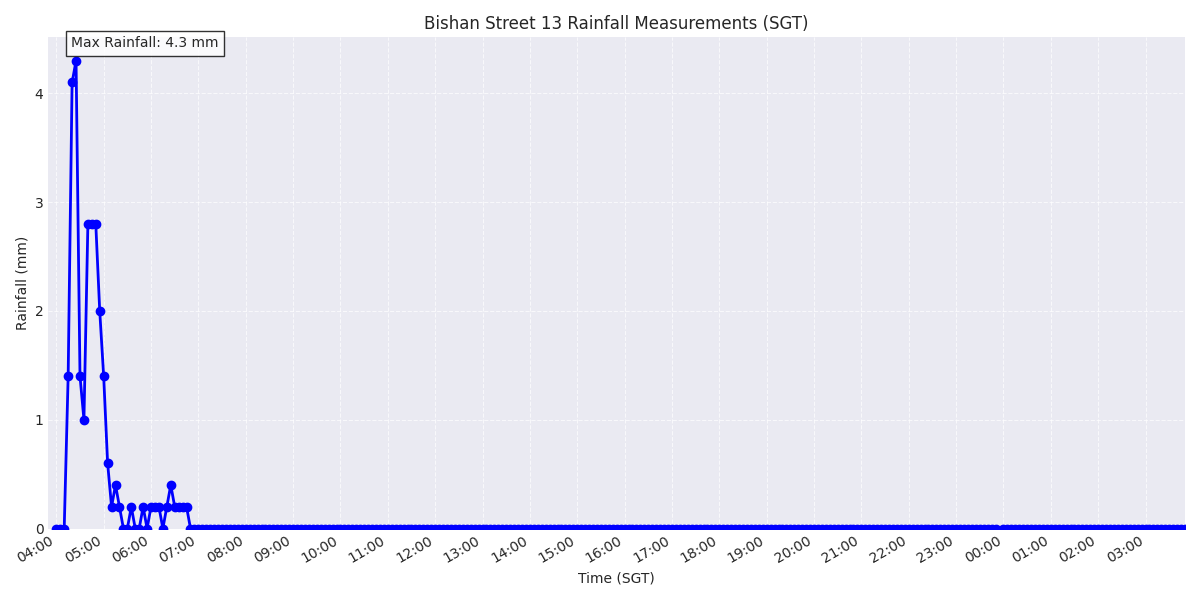 Bishan Street 13 Rainfall Measurements (SGT)
Max Rainfall: 4.3 mm
Rainfall (mm)
4
3
2
1
0
04:00 05:00 06:00 07:00 08:00 09:00 10:00 11:00 12:00 13:00 14:00 15:00 16:00 17:00 18:00 19:00 20:00 21:00 22:00 23:00 00:00 01:00 02:00 03:00
Time (SGT)